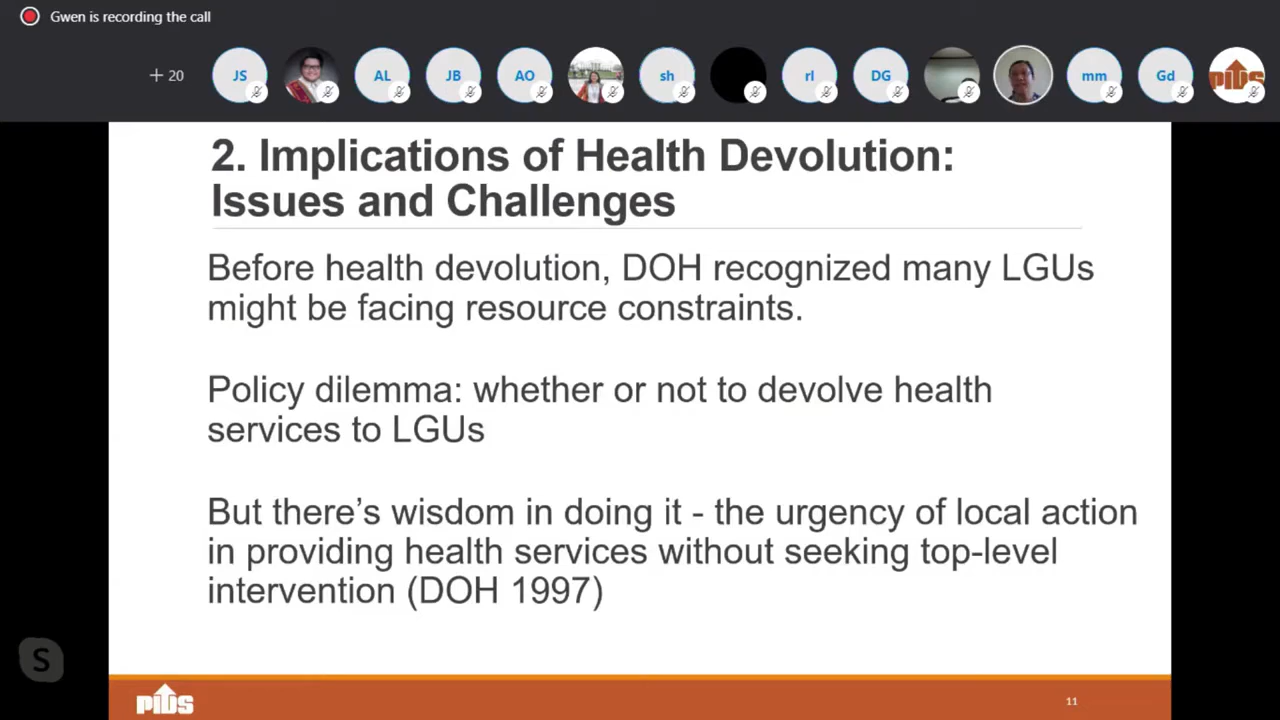 Gwen is recording the call
+ 20
JS
AL
JB
AO
sh
rl
DG
mm
Gd
PIDS
2. Implications of Health Devolution:
Issues and Challenges
Before health devolution, DOH recognized many LGUs
might be facing resource constraints.
Policy dilemma: whether or not to devolve health
services to LGUs
But there's wisdom in doing it - the urgency of local action
in providing health services without seeking top-level
intervention (DOH 1997)
S
PIDS
11